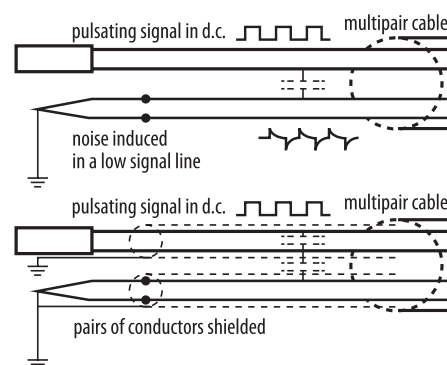 pulsating signal in d.c.
multipair cable
noise induced
in a low signal line
pulsating signal in d.c.
multipair cable
pairs of conductors shielded